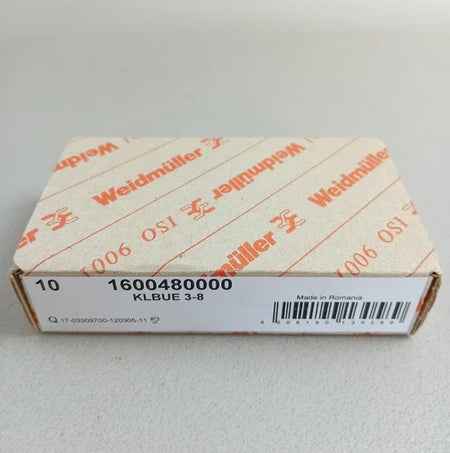 Weidmüller
ISO 9001
Weidmüller
ISO 9001
Weidmüller
ISO
10 1600480000
KLBUE 3-8
Made in Romania
Q 17-03309700-120305-11